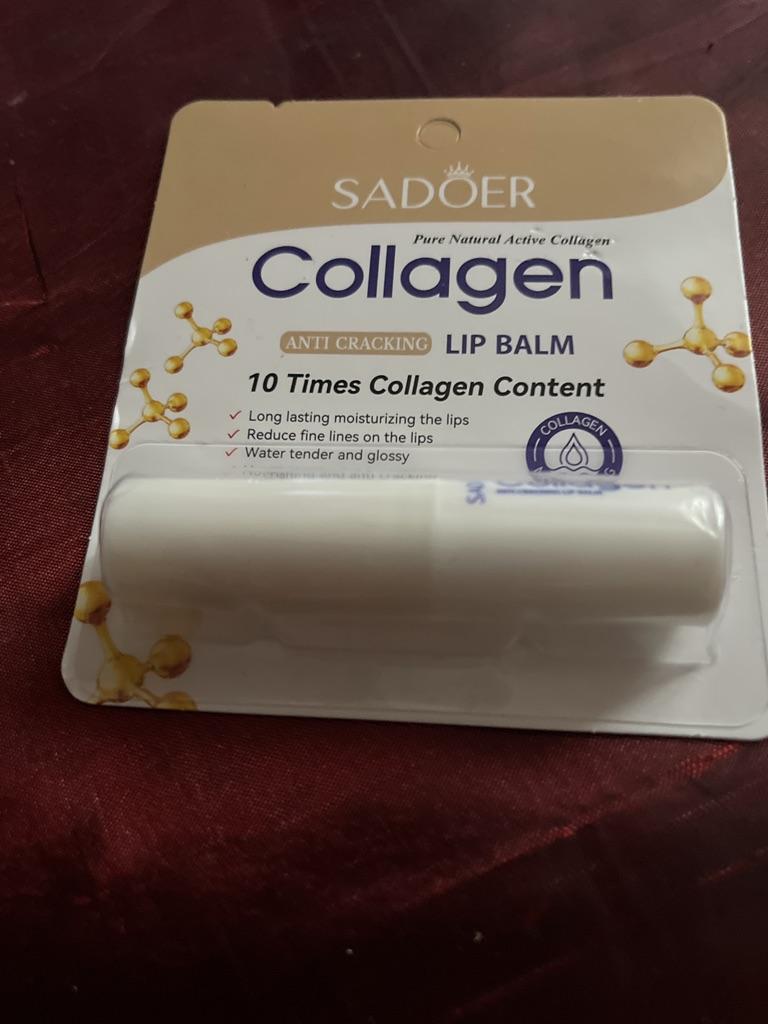 SADOER
Pure Natural Active Collagen
Collagen
ANTI CRACKING LIP BALM
10 Times Collagen Content
✓ Long lasting moisturizing the lips
✓ Reduce fine lines on the lips
✓ Water tender and glossy
COLLAGEN